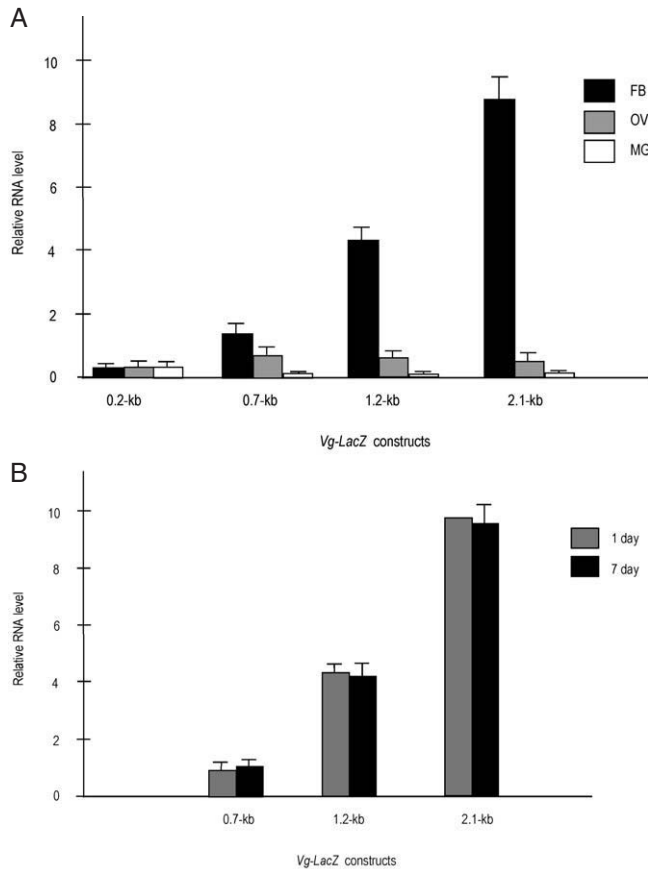 A
Relative RNA level
10
8
6
4
2
0
FB
OV
MG
0.2-kb 0.7-kb 1.2-kb 2.1-kb
Vg-LacZ constructs
B
Relative RNA level
10
8
6
4
2
0
1 day
7 day
0.7-kb 1.2-kb 2.1-kb
Vg-LacZ constructs